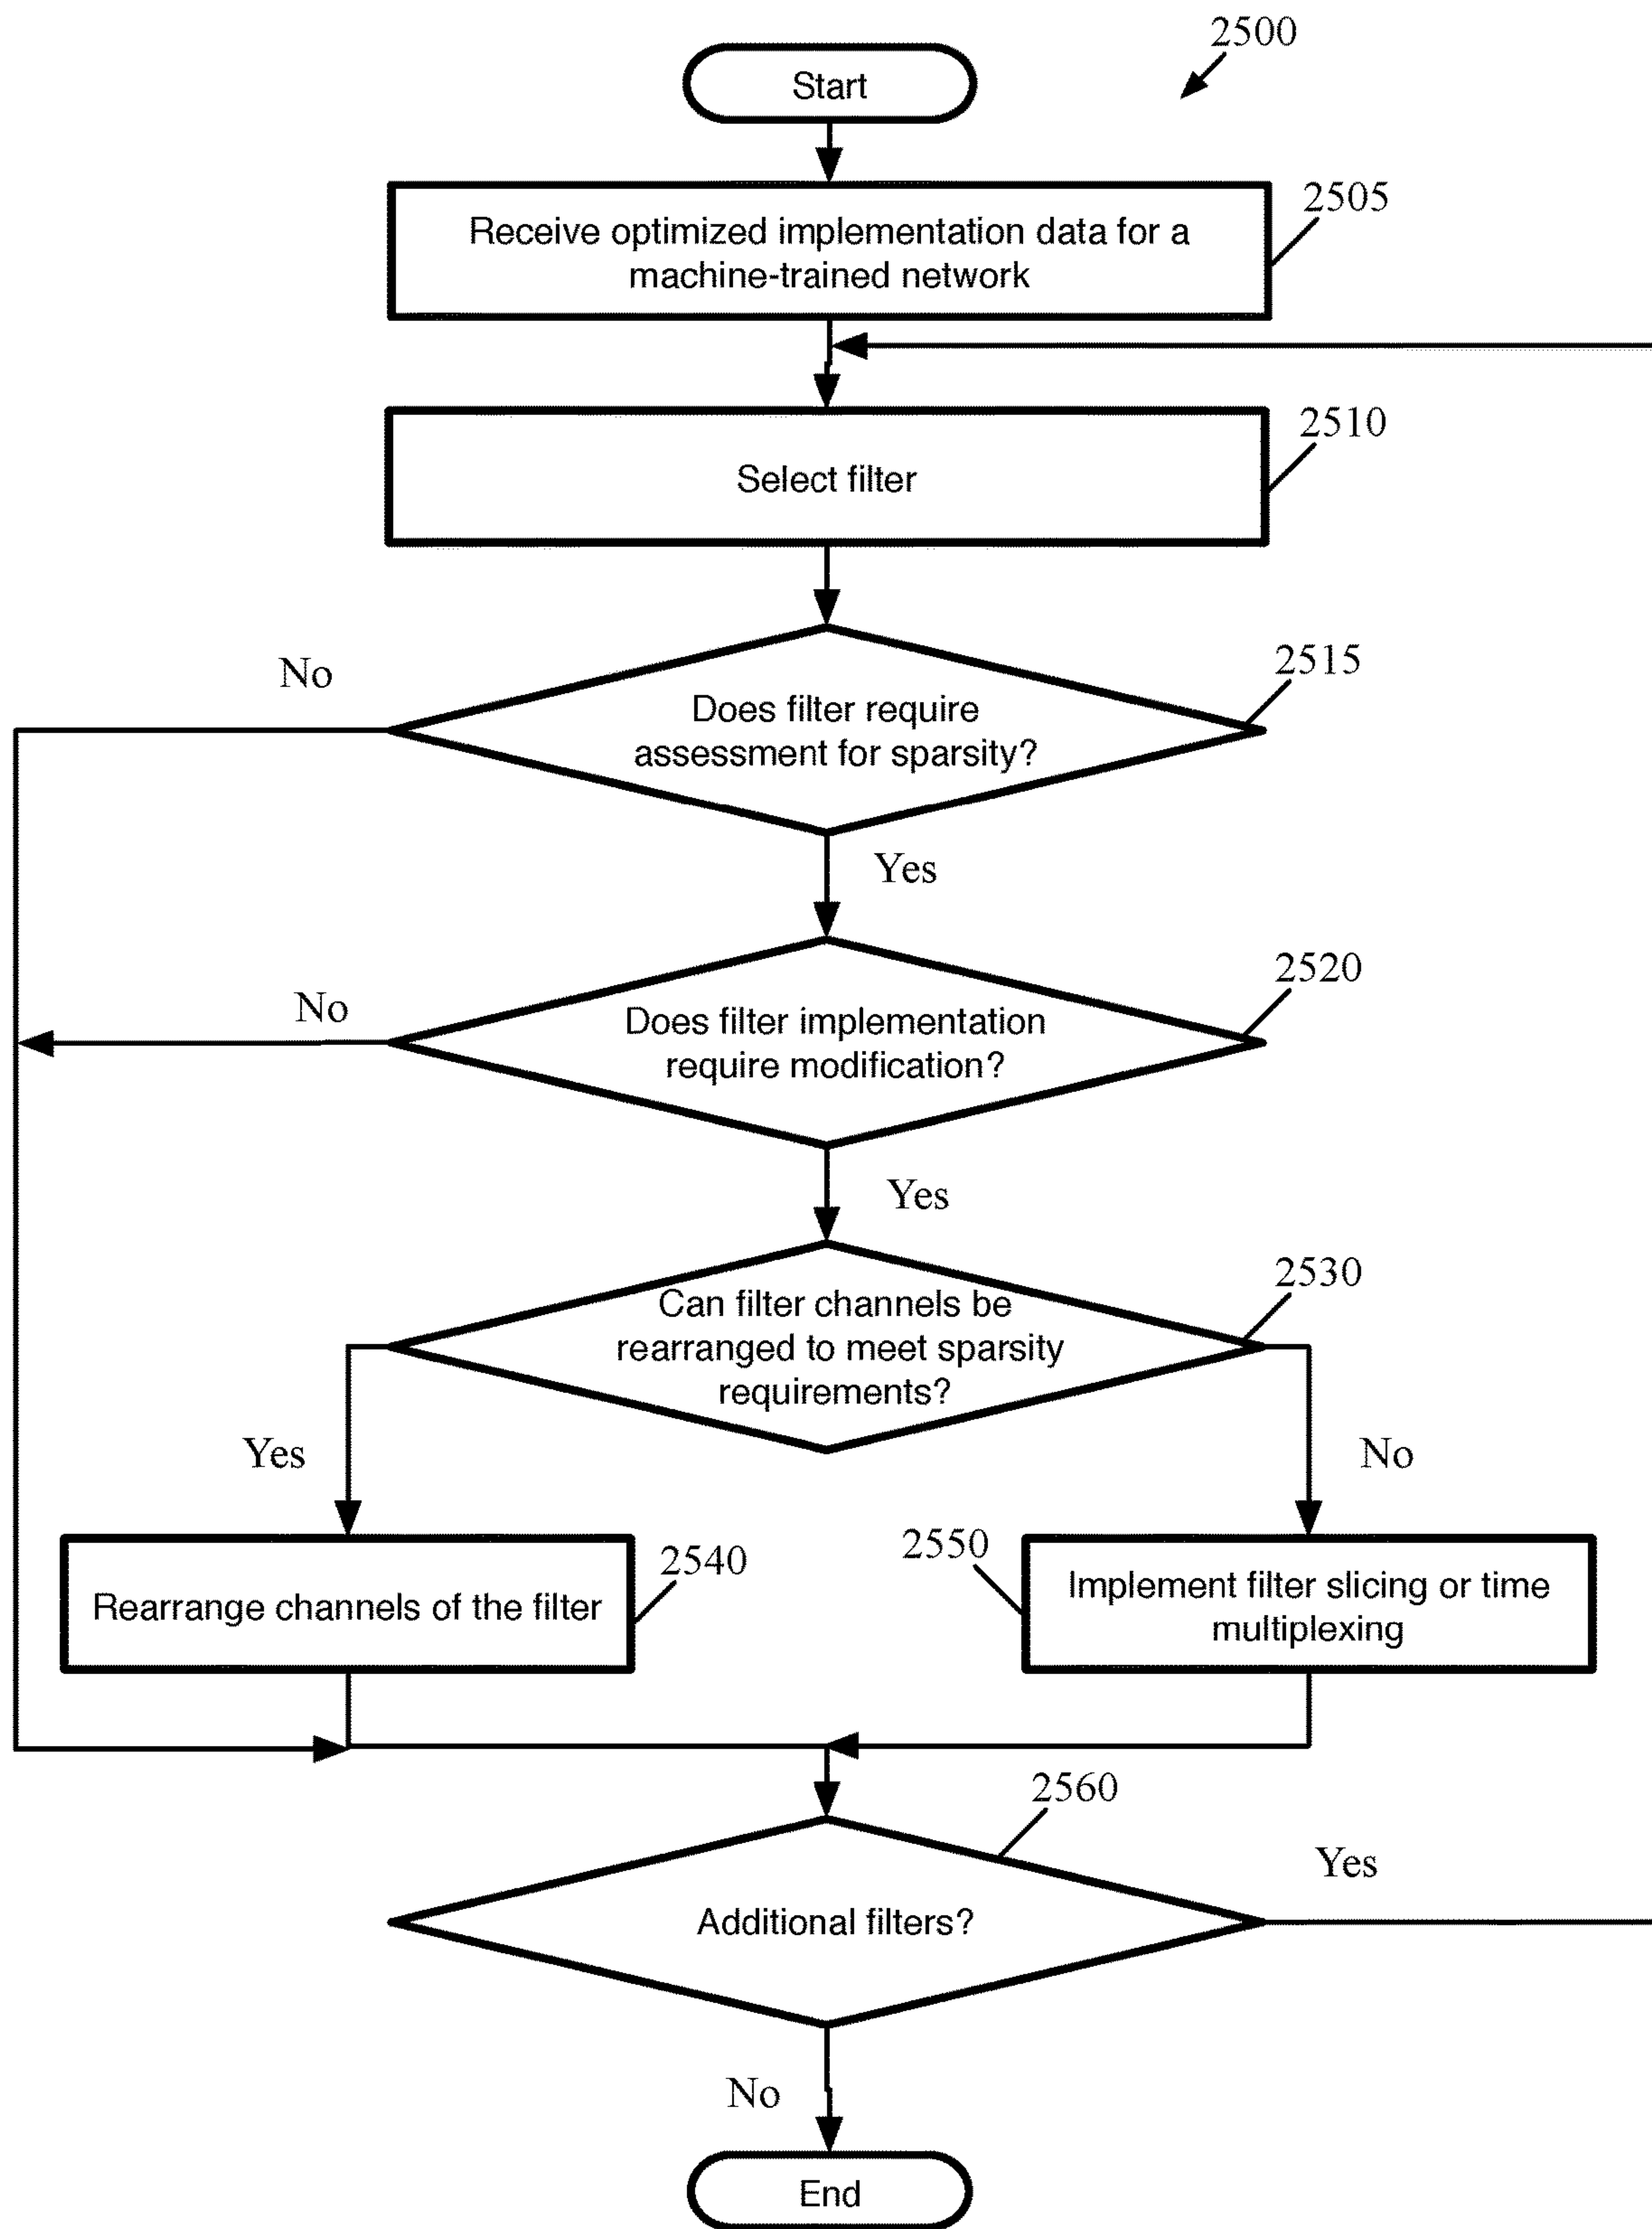 2500
Start
2505
Receive optimized implementation data for a
machine-trained network
2510
Select filter
No
2515
Does filter require
assessment for sparsity?
Yes
2520
No
Does filter implementation
require modification?
Yes
2530
Can filter channels be
rearranged to meet sparsity
requirements?
Yes
No
2540
2550
Rearrange channels of the filter
Implement filter slicing or time
multiplexing
2560
Yes
Additional filters?
No
End